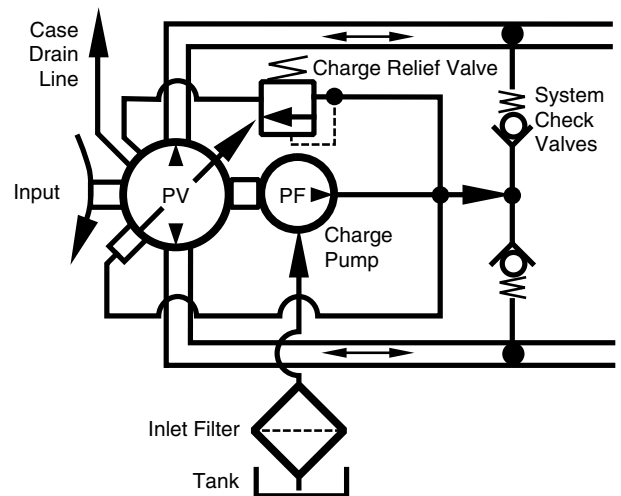 Case
Drain
Line
Charge Relief Valve
System
Check
Valves
Input
PV
PF
Charge
Pump
Inlet Filter
Tank